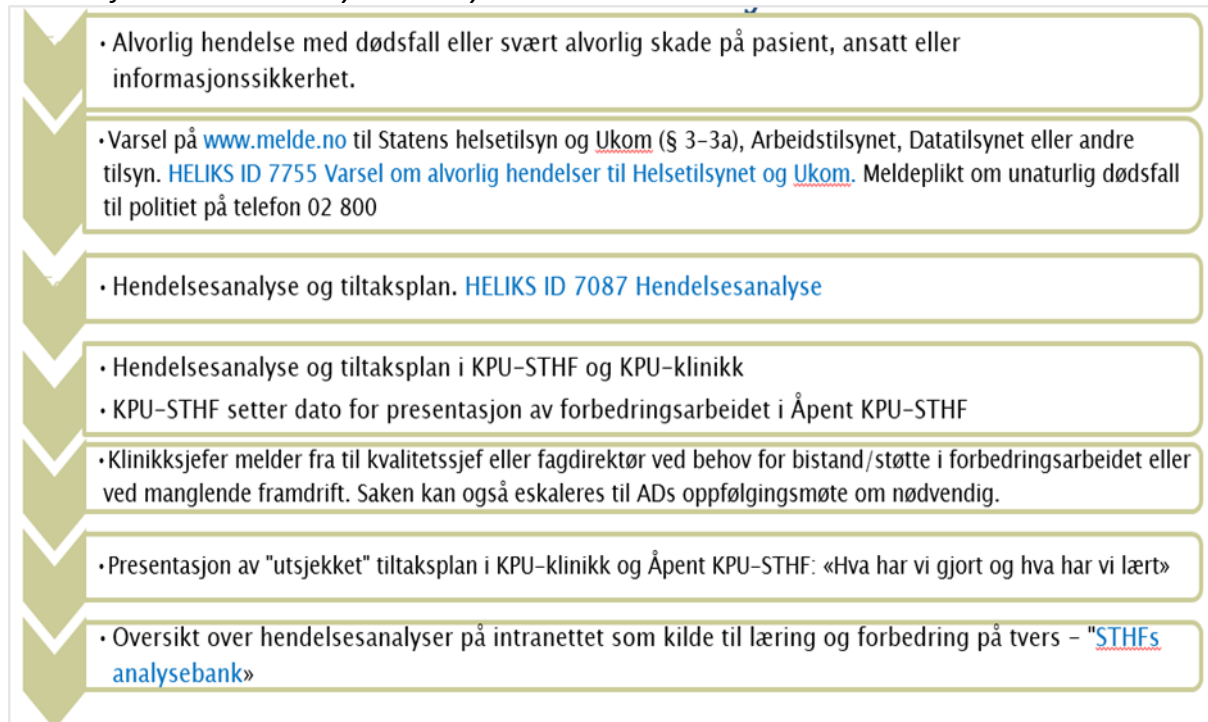 • Alvorlig hendelse med dødsfall eller svært alvorlig skade på pasient, ansatt eller
informasjonssikkerhet.
• Varsel på www.melde.no til Statens helsetilsyn og Ukom (§ 3-3a), Arbeidstilsynet, Datatilsynet eller andre
tilsyn. HELIKS ID 7755 Varsel om alvorlig hendelser til Helsetilsynet og Ukom. Meldeplikt om unaturlig dødsfall
til politiet på telefon 02 800
• Hendelsesanalyse og tiltaksplan. HELIKS ID 7087 Hendelsesanalyse
• Hendelsesanalyse og tiltaksplan i KPU-STHF og KPU-klinikk
• KPU-STHF setter dato for presentasjon av forbedringsarbeidet i Åpent KPU-STHF
• Klinikksjefer melder fra til kvalitetssjef eller fagdirektør ved behov for bistand/støtte i forbedringsarbeidet eller
ved manglende framdrift. Saken kan også eskaleres til ADs oppfølgingsmøte om nødvendig.
• Presentasjon av "utsjekket" tiltaksplan i KPU-klinikk og Åpent KPU-STHF: «Hva har vi gjort og hva har vi lært»
• Oversikt over hendelsesanalyser på intranettet som kilde til læring og forbedring på tvers – "STHFs
analysebank»